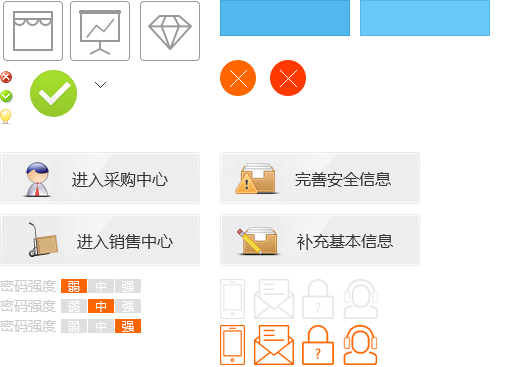 进入采购中心
完善安全信息
进入销售中心
补充基本信息
密码强度 弱 中 强
密码强度 弱 中 强
密码强度 弱 中 强
?
?